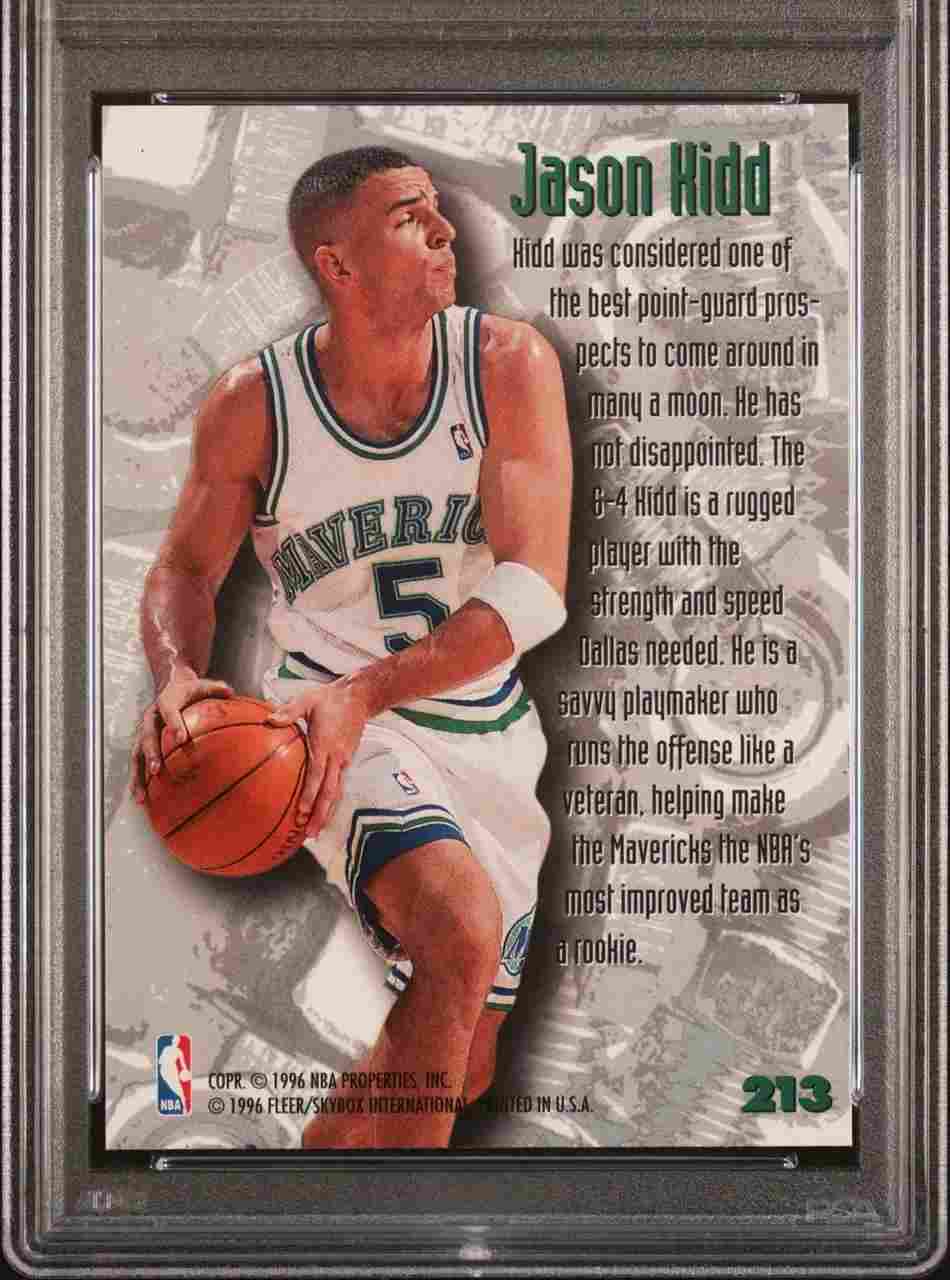 Jason Kidd
Kidd was considered one of
the best point-guard pros-
pects to come around in
many a moon. He has
not disappointed. The
6-4 Kidd is a rugged
player with the
strength and speed
Dallas needed. He is a
savvy playmaker who
runs the offense like a
veteran, helping make
the Mavericks the NBA's
most improved team as
a rookie.
MAVERIC
5
NBA
COPR. © 1996 NBA PROPERTIES, INC.
© 1996 FLEER/SKYBOX INTERNATIONAL PRINTED IN U.S.A.
213
PSA